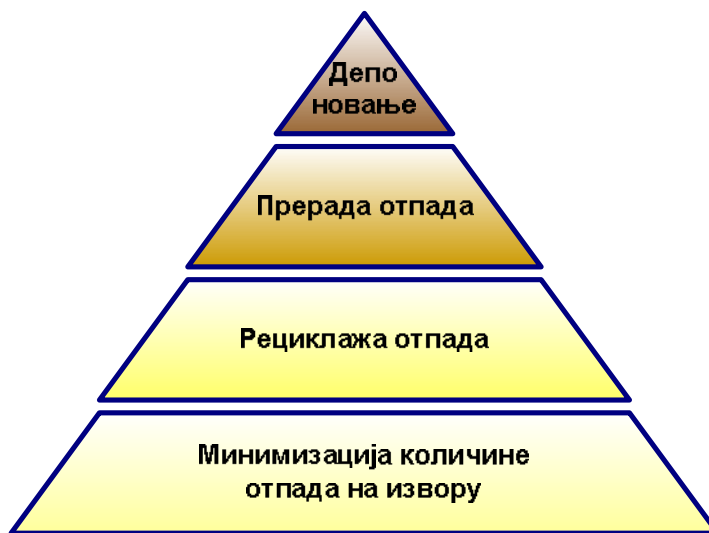 Депо
новање
Прерада отпада
Рециклажа отпада
Минимизација количине
отпада на извору